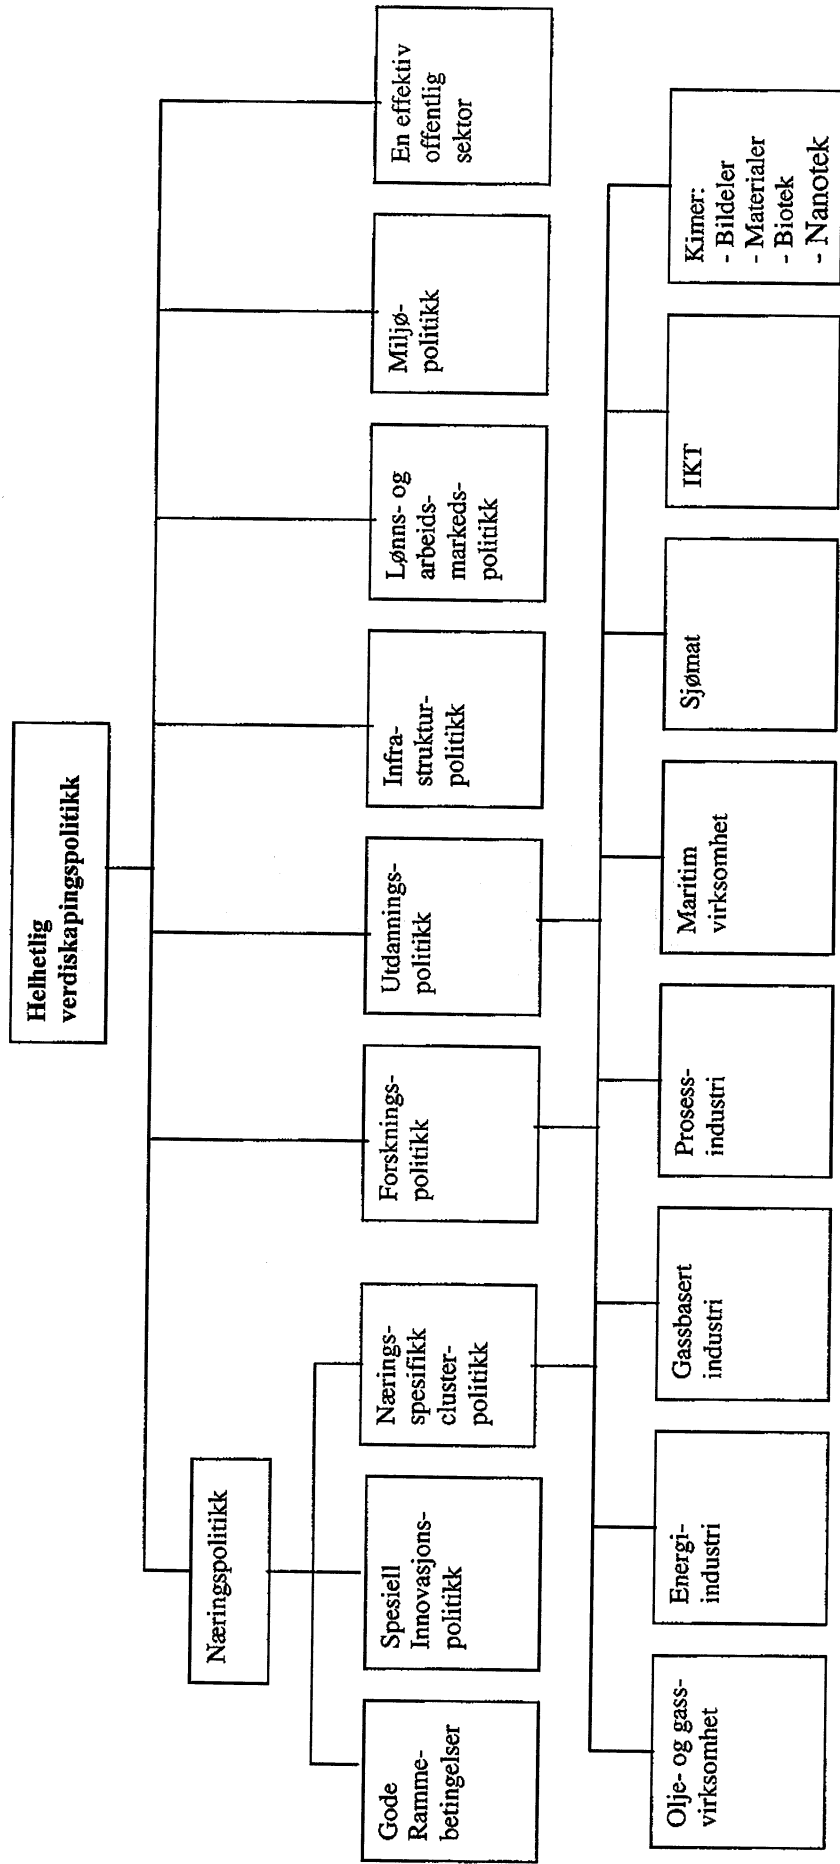 Helhetlig
verdiskapingspolitikk
Næringspolitikk
Gode
Ramme-
betingelser
Spesiell
Innovasjons-
politikk
Nærings-
spesifikk
cluster-
politikk
Forsknings-
politikk
Utdannings-
politikk
Infra-
struktur-
politikk
Lønns- og
arbeids-
markeds-
politikk
Miljø-
politikk
En effektiv
offentlig
sektor
Olje- og gass-
virksomhet
Energi-
industri
Gassbasert
industri
Prosess-
industri
Maritim
virksomhet
Sjømat
IKT
Kimer:
- Bildeler
- Materialer
- Biotek
- Nanotek